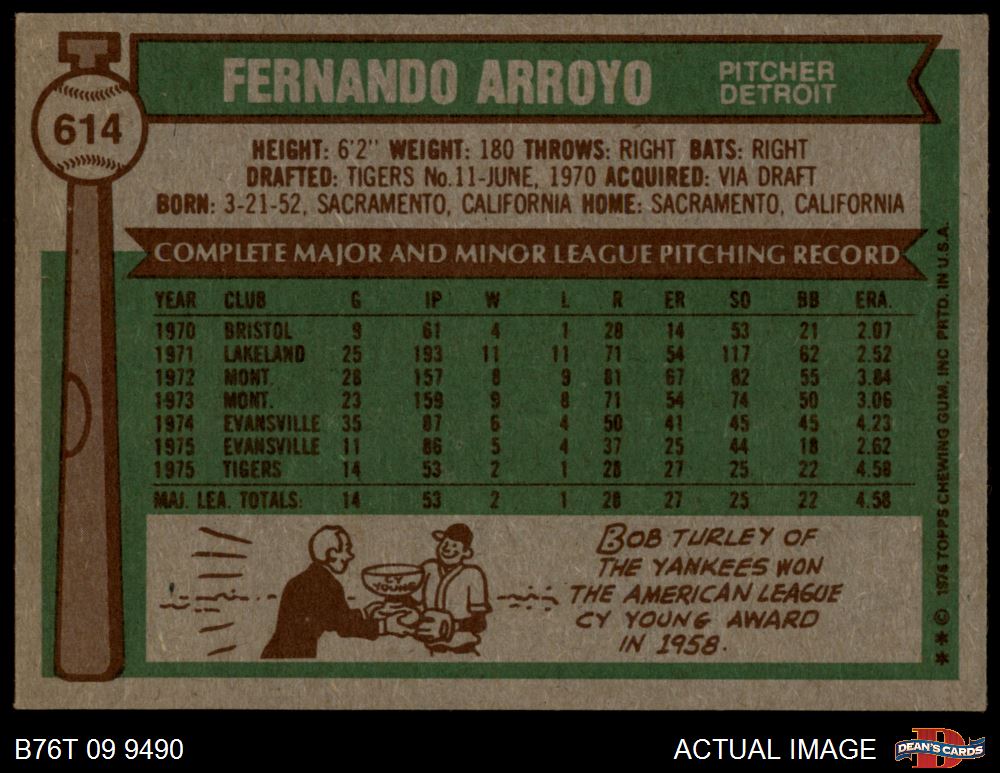 614
FERNANDO ARROYO
PITCHER
DETROIT
HEIGHT: 6'2" WEIGHT: 180 THROWS: RIGHT BATS: RIGHT
DRAFTED: TIGERS No.11-JUNE, 1970 ACQUIRED: VIA DRAFT
BORN: 3-21-52, SACRAMENTO, CALIFORNIA HOME: SACRAMENTO, CALIFORNIA
COMPLETE MAJOR AND MINOR LEAGUE PITCHING RECORD
YEAR CLUB G IP W L R ER SO BB ERA.
1970 BRISTOL 9 61 4 1 28 14 53 21 2.07
1971 LAKELAND 25 193 11 11 71 54 117 62 2.52
1972 MONT. 28 157 8 9 81 67 82 55 3.84
1973 MONT. 23 159 9 8 71 54 74 50 3.06
1974 EVANSVILLE 35 87 6 4 50 41 45 45 4.23
1975 EVANSVILLE 11 86 5 4 37 25 44 18 2.62
1975 TIGERS 14 53 2 1 28 27 25 22 4.58
MAJ. LEA. TOTALS: 14 53 2 1 28 27 25 22 4.58
CY
YOUNG
BOB TURLEY OF
THE YANKEES WON
THE AMERICAN LEAGUE
CY YOUNG AWARD
IN 1958.
* * © 1976 TOPPS CHEWING GUM, INC PRTD. IN U.S.A.
B76T 09 9490
ACTUAL IMAGE
D
DEAN'S CARDS